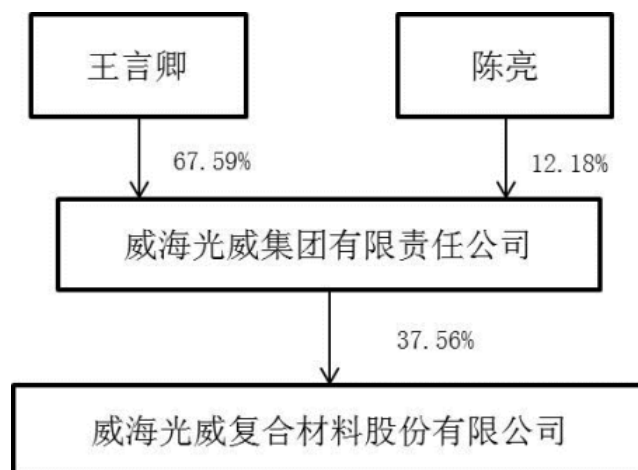 王言卿
陈亮
67.59%
12.18%
威海光威集团有限责任公司
37.56%
威海光威复合材料股份有限公司